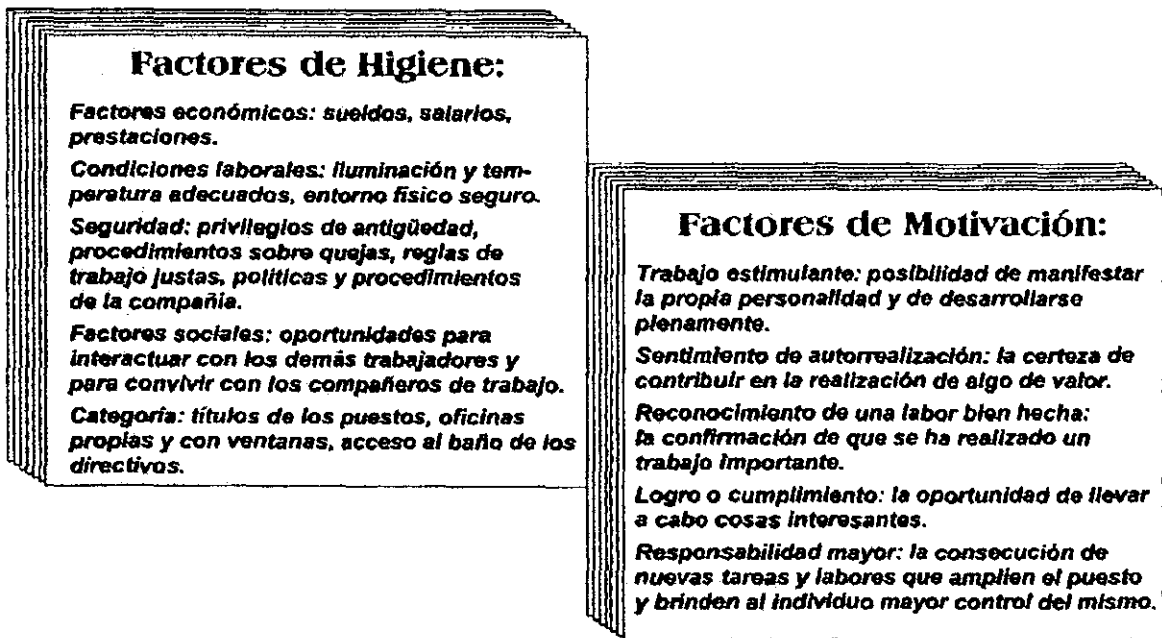 Factores de Higiene:
Factores económicos: sueldos, salarios,
prestaciones.
Condiciones laborales: iluminación y tem-
peratura adecuados, entorno físico seguro.
Seguridad: privilegios de antigüedad,
procedimientos sobre quejas, reglas de
trabajo justas, políticas y procedimientos
de la compañía.
Factores sociales: oportunidades para
interactuar con los demás trabajadores y
para convivir con los compañeros de trabajo.
Categoría: títulos de los puestos, oficinas
propias y con ventanas, acceso al baño de los
directivos.
Factores de Motivación:
Trabajo estimulante: posibilidad de manifestar
la propia personalidad y de desarrollarse
plenamente.
Sentimiento de autorrealización: la certeza de
contribuir en la realización de algo de valor.
Reconocimiento de una labor bien hecha:
la confirmación de que se ha realizado un
trabajo importante.
Logro o cumplimiento: la oportunidad de llevar
a cabo cosas interesantes.
Responsabilidad mayor: la consecución de
nuevas tareas y labores que amplíen el puesto
y brinden al individuo mayor control del mismo.